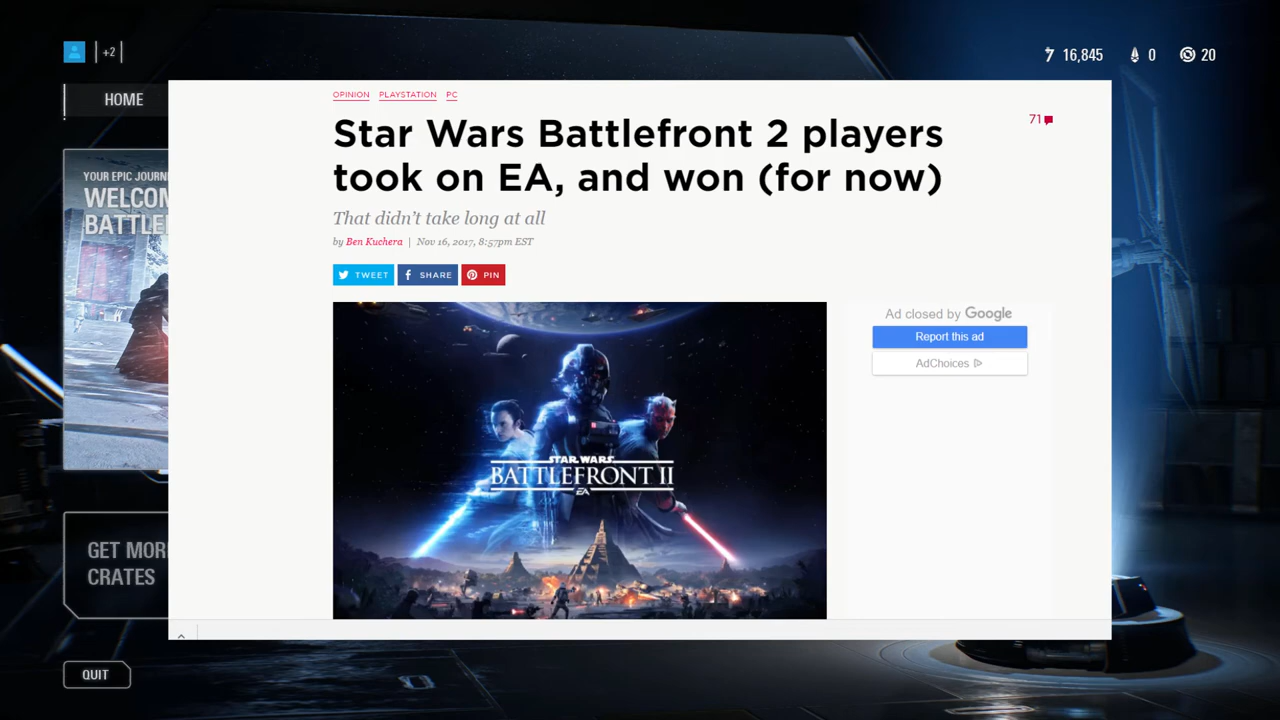 +2
16,845
0
20
HOME
YOUR EPIC JOURN
WELCOM
BATTLE
GET MOR
CRATES
QUIT
OPINION PLAYSTATION PC
71
Star Wars Battlefront 2 players
took on EA, and won (for now)
That didn't take long at all
by Ben Kuchera | Nov 16, 2017, 8:57pm EST
TWEET SHARE PIN
STAR WARS
BATTLEFRONT II
EA
Ad closed by Google
Report this ad
AdChoices